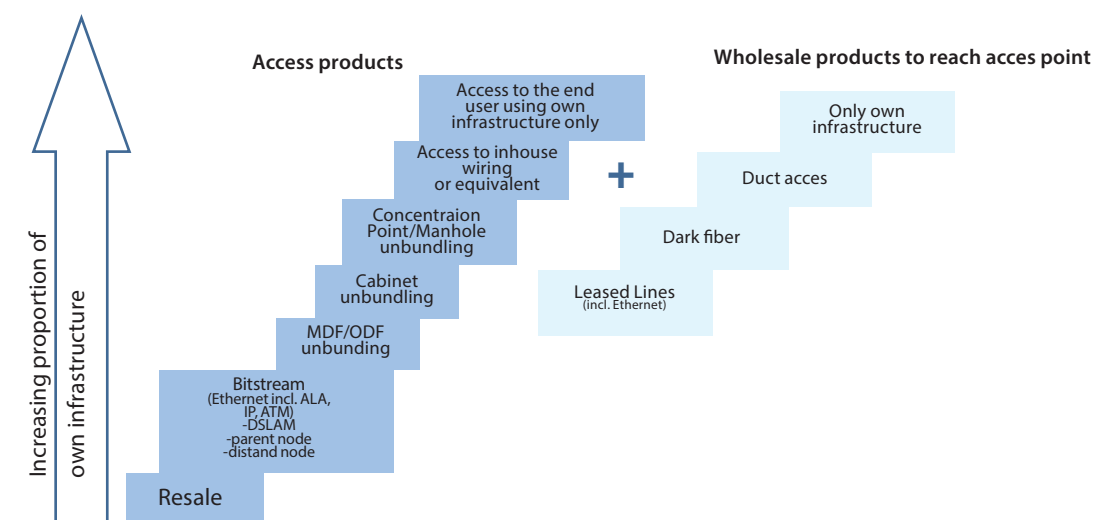 Increasing proportion of
own infrastructure
Access products
Access to the end
user using own
infrastructure only
Access to inhouse
wiring
or equivalent
Concentraion
Point/Manhole
unbundling
Cabinet
unbundling
MDF/ODF
unbunding
Bitstream
(Ethernet incl. ALA,
IP, ATM)
-DSLAM
-parent node
-distand node
Resale
+
Wholesale products to reach acces point
Only own
infrastructure
Duct acces
Dark fiber
Leased Lines
(incl. Ethernet)